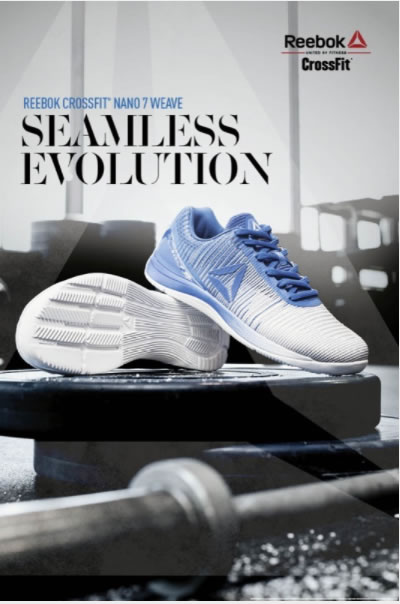 Reebok
UNITED BY FITNESS
CrossFit®
REEBOK CROSSFIT® NANO 7 WEAVE
SEAMLESS
EVOLUTION